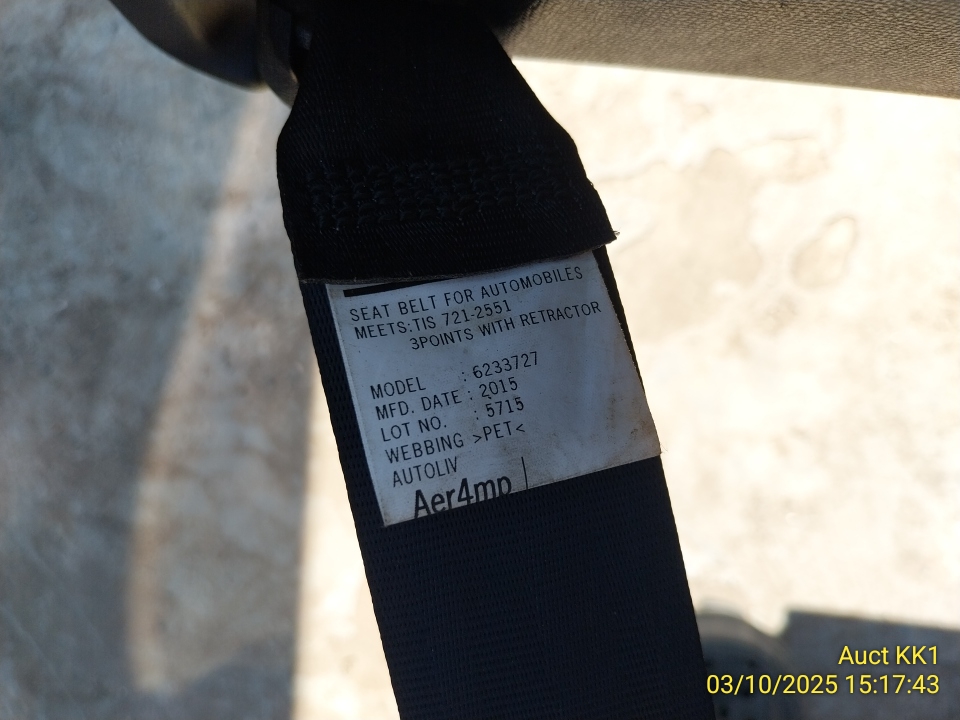 SEAT BELT FOR AUTOMOBILES
MEETS:TIS 721-2551
3POINTS WITH RETRACTOR
MODEL : 6233727
MFD. DATE : 2015
LOT NO. : 5715
WEBBING >PET<
AUTOLIV
Aer4mp
Auct KK1
03/10/2025 15:17:43